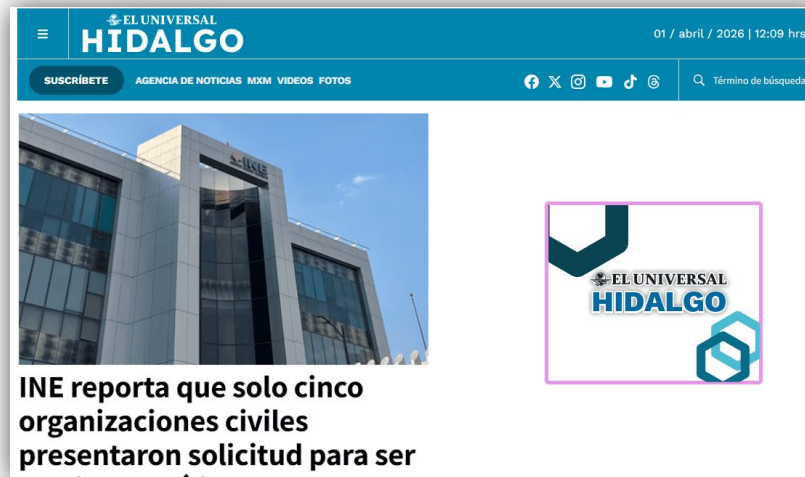 EL UNIVERSAL
HIDALGO
01 / abril / 2026 | 12:09 hrs
SUSCRÍBETE AGENCIA DE NOTICIAS MXM VIDEOS FOTOS
Término de búsqueda
INE
EL UNIVERSAL
HIDALGO
INE reporta que solo cinco
organizaciones civiles
presentaron solicitud para ser